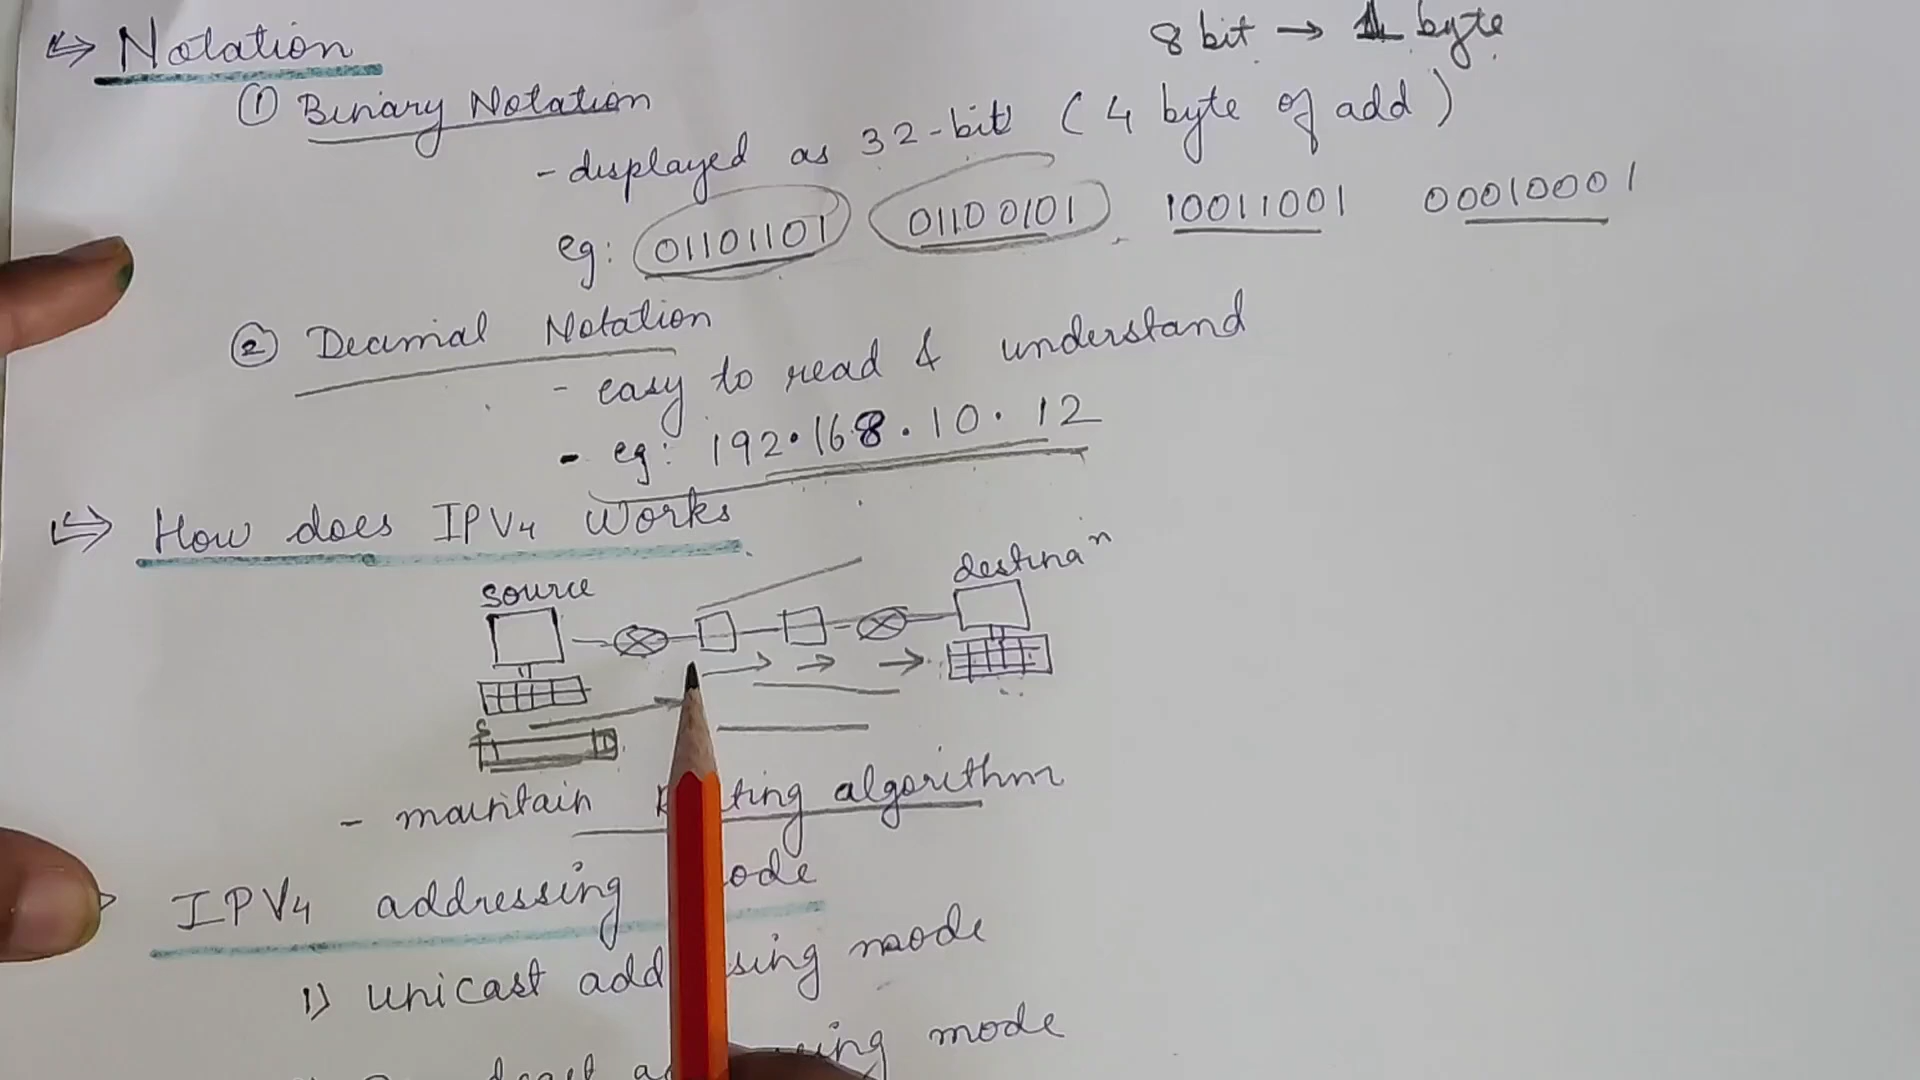 Notation
8 bit → 1 byte
① Binary Notation
- displayed as 32-bit (4 byte of add)
eg: 01101101 01100101 10011001 00010001
② Decimal Notation
- easy to read & understand
- eg: 192.168.10.12
How does IPV4 Works
source destinaⁿ
S D
- maintain ting algorithm
IPV4 addressing ode
1) unicast add sing mode
mode